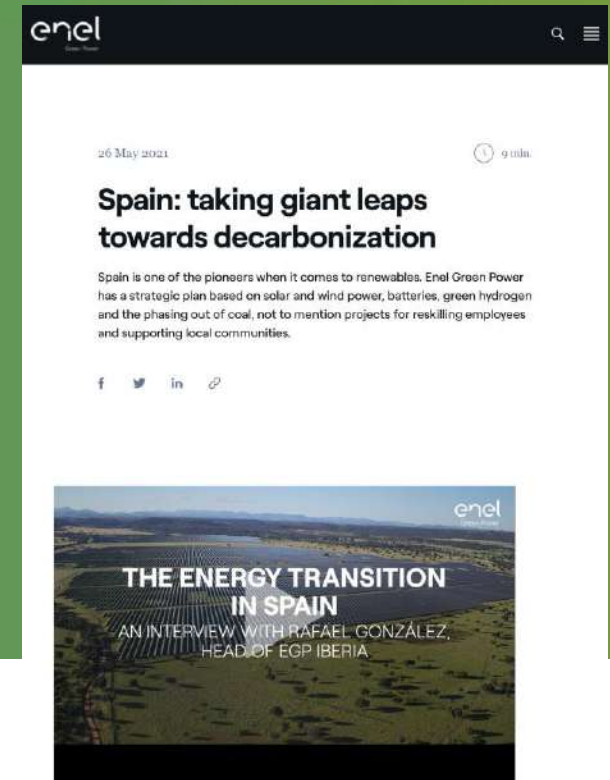 enel
Green Power
26 May 2021
9 min.
Spain: taking giant leaps
towards decarbonization
Spain is one of the pioneers when it comes to renewables. Enel Green Power
has a strategic plan based on solar and wind power, batteries, green hydrogen
and the phasing out of coal, not to mention projects for reskilling employees
and supporting local communities.
enel
Green Power
THE ENERGY TRANSITION
IN SPAIN
AN INTERVIEW WITH RAFAEL GONZÁLEZ,
HEAD OF EGP IBERIA